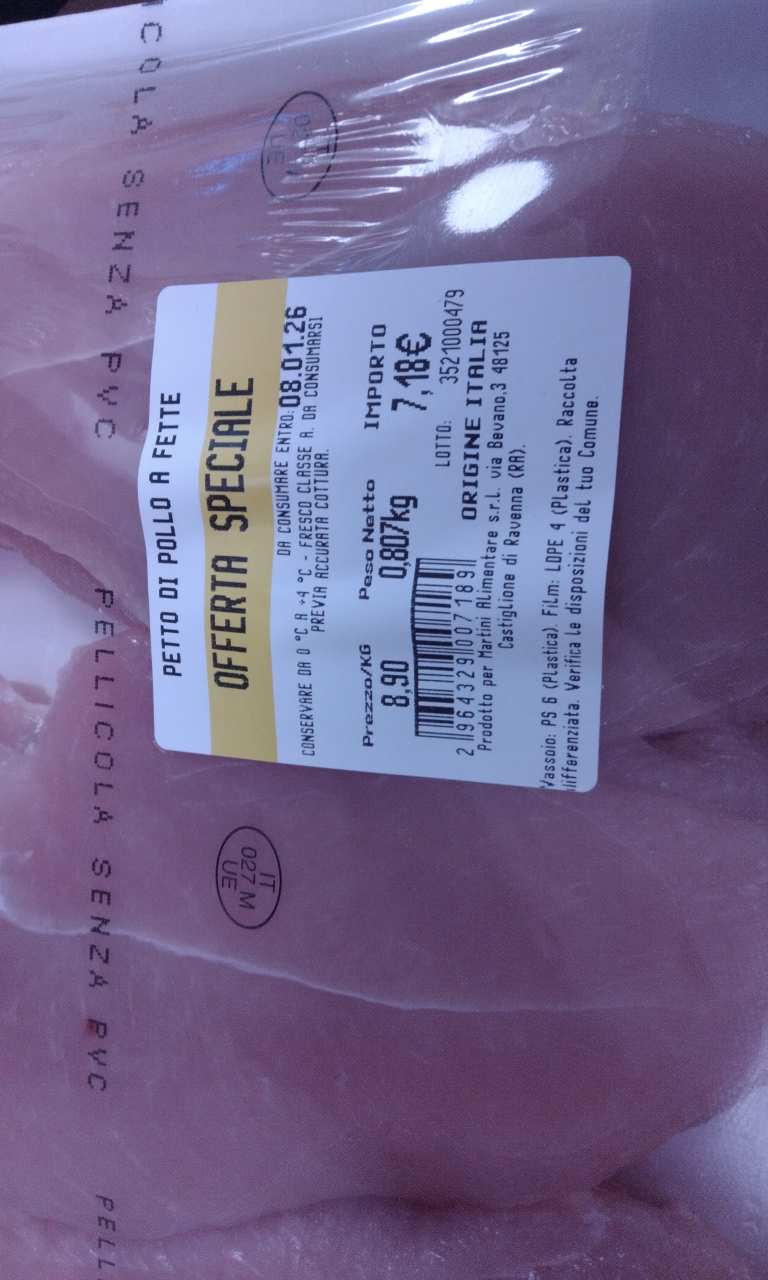 PETTO DI POLLO A FETTE
OFFERTA SPECIALE
DA CONSUMARE ENTRO: 08.01.26
CONSERVARE DA 0 °C A +4 °C - FRESCO CLASSE A. DA CONSUMARSI
PREVIA ACCURATA COTTURA.
Prezzo/KG Peso Netto IMPORTO
8,90 0,807kg 7,18€
LOTTO: 3521000479
2 964329 007189
ORIGINE ITALIA
Prodotto per Martini Alimentare s.r.l. via Bevano,3 48125
Castiglione di Ravenna (RA).
Vassoio: PS 6 (Plastica). Film: LDPE 4 (Plastica). Raccolta
differenziata. Verifica le disposizioni del tuo Comune.
COLA SENZA PVC
PELLICOLA SENZA PVC
PELL
IT
027 M
UE
UE